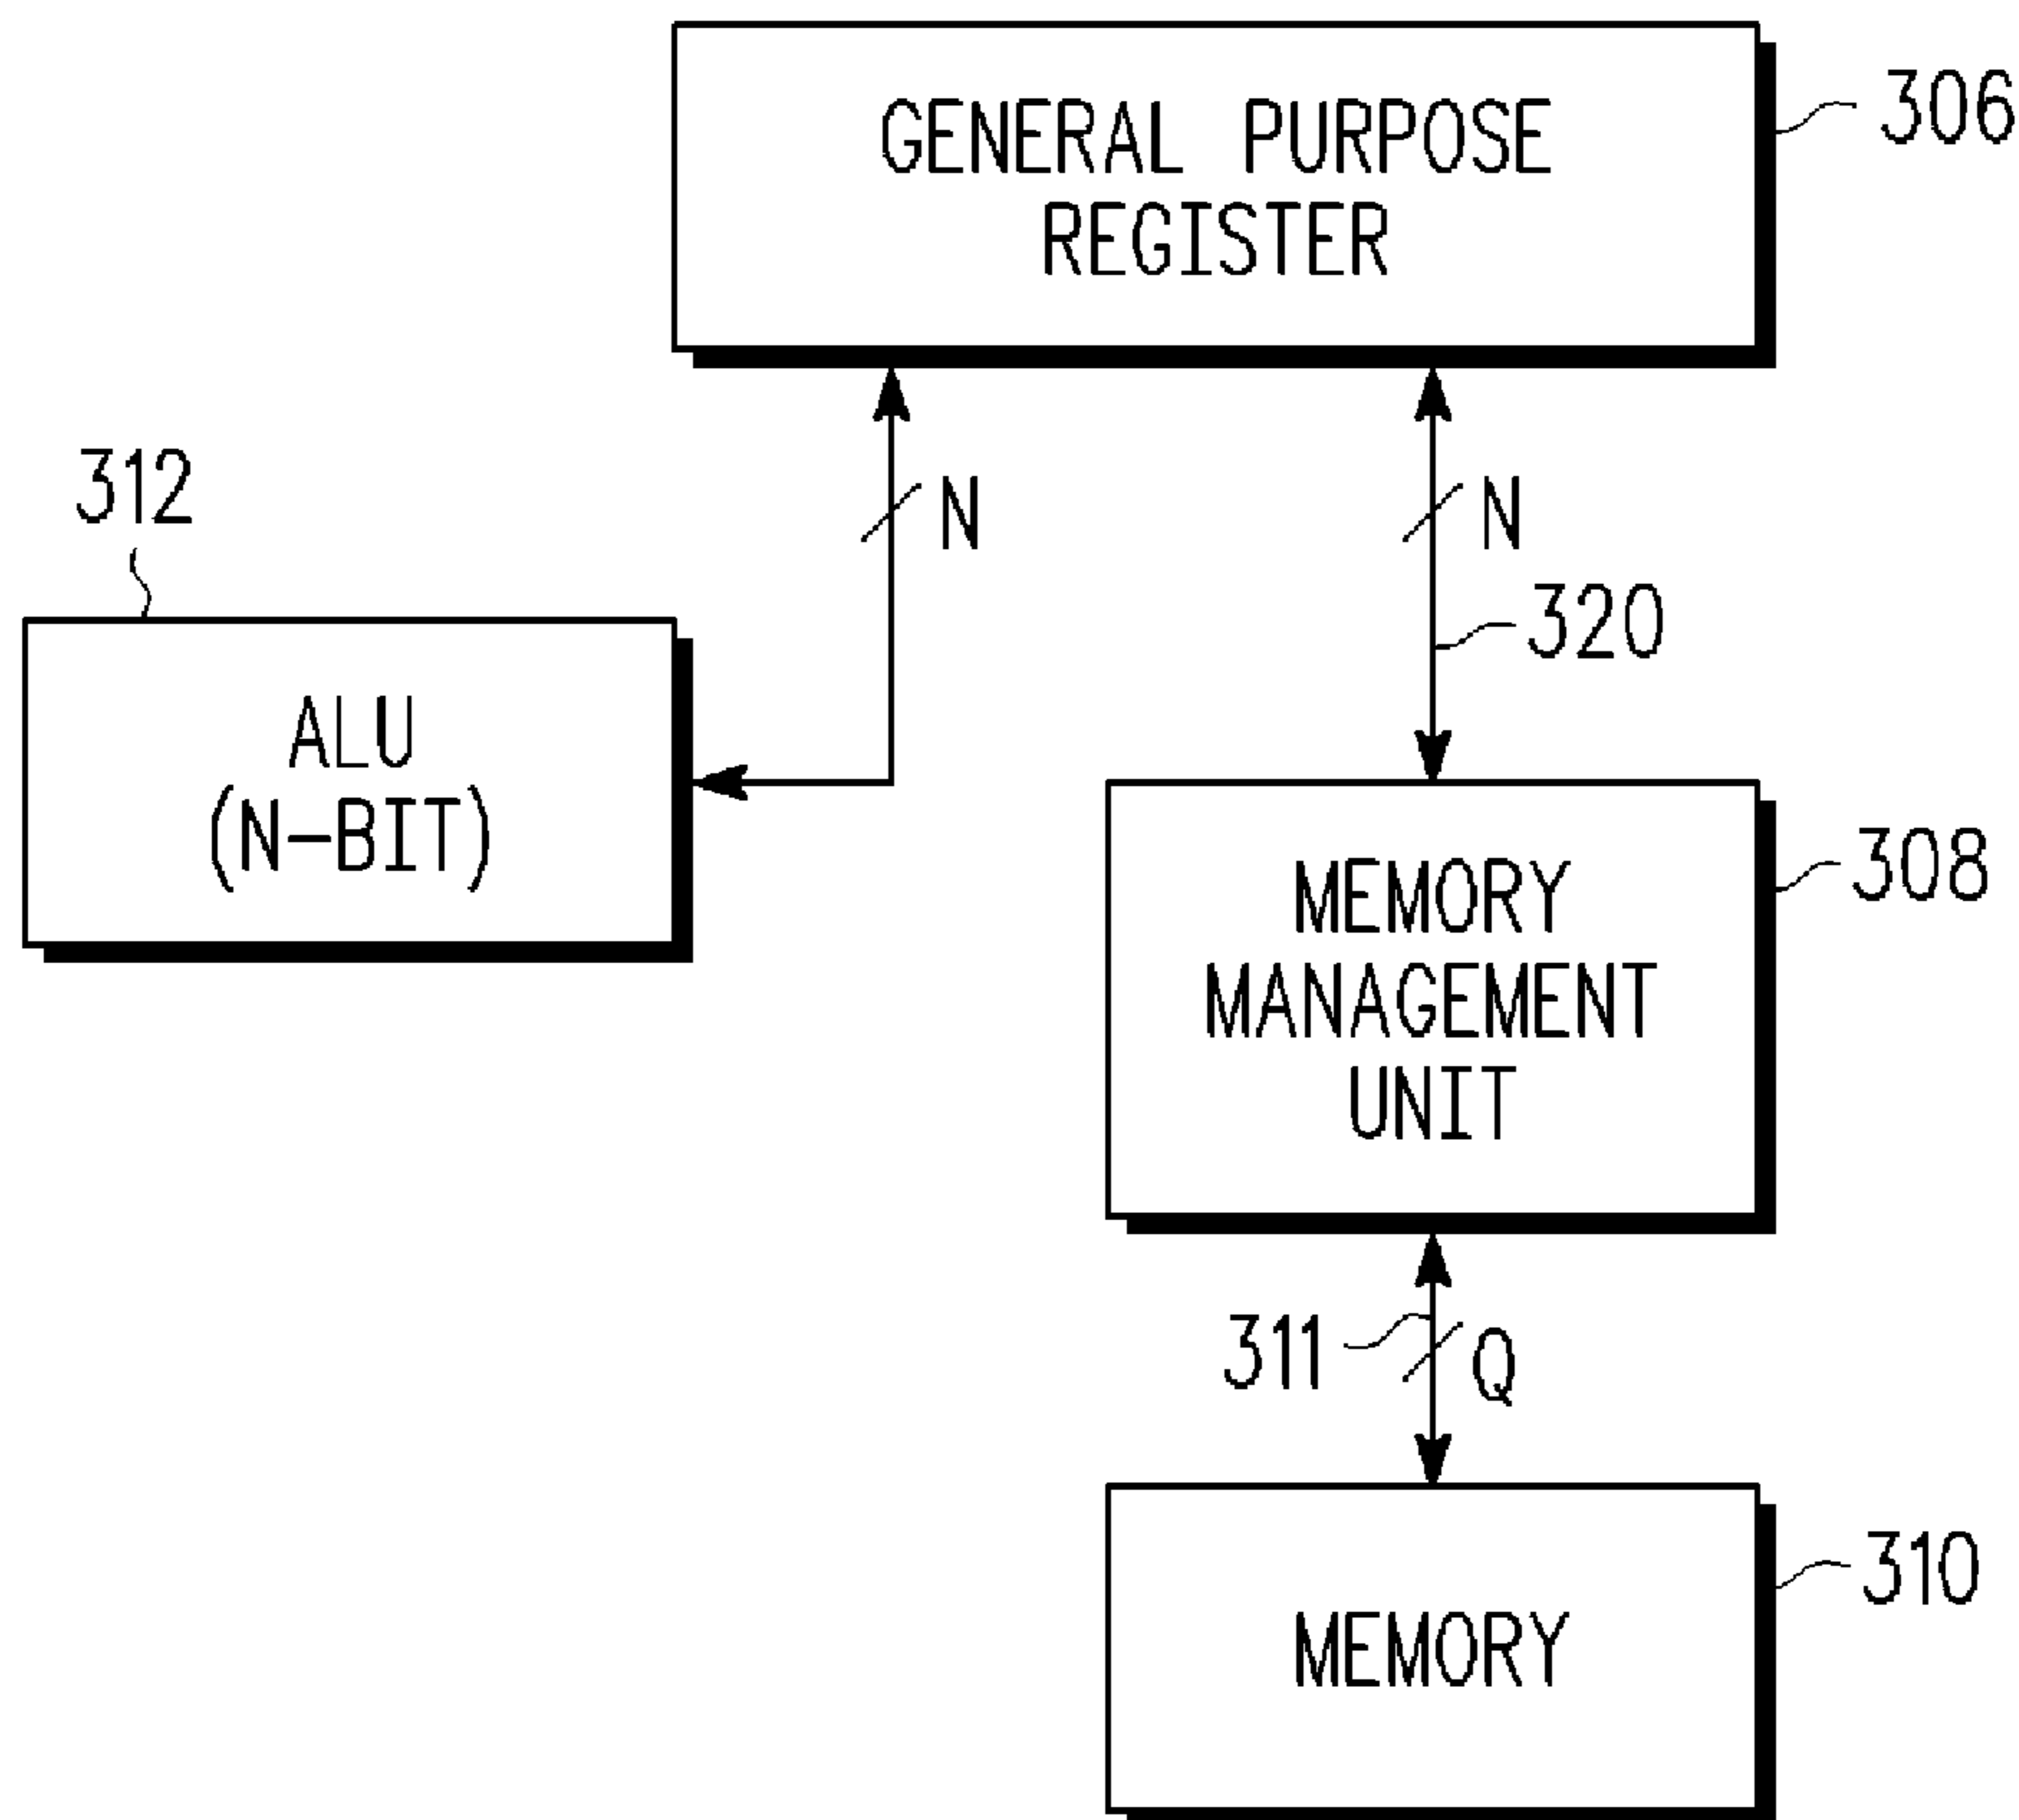 GENERAL PURPOSE
REGISTER
306
312
N
N
320
ALU
(N-BIT)
MEMORY
MANAGEMENT
UNIT
308
311
Q
310
MEMORY